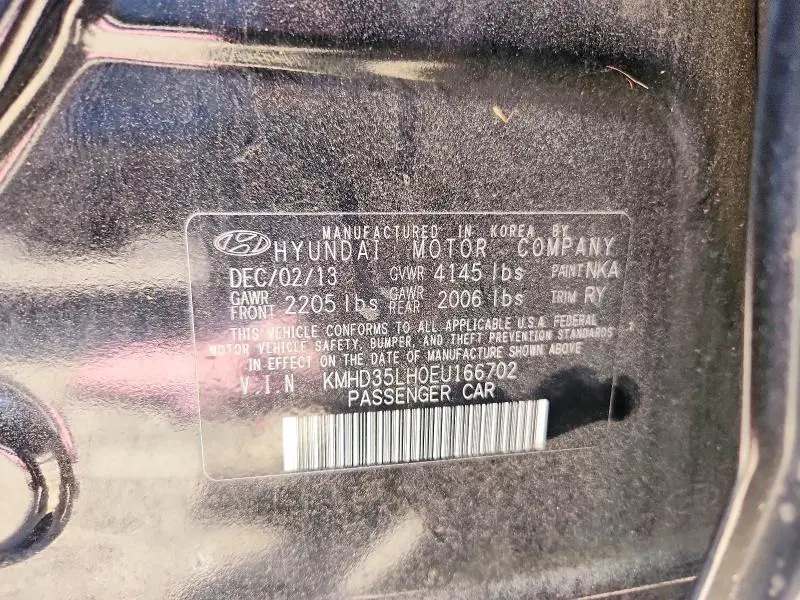 MANUFACTURED IN KOREA BY
HYUNDAI MOTOR COMPANY
DEC/02/13 GVWR 4145 lbs PAINT NKA
GAWR FRONT 2205 lbs GAWR REAR 2006 lbs TRIM RY
THIS VEHICLE CONFORMS TO ALL APPLICABLE U.S.A. FEDERAL
MOTOR VEHICLE SAFETY, BUMPER, AND THEFT PREVENTION STANDARDS
IN EFFECT ON THE DATE OF MANUFACTURE SHOWN ABOVE
V.I.N KMHD35LH0EU166702
PASSENGER CAR